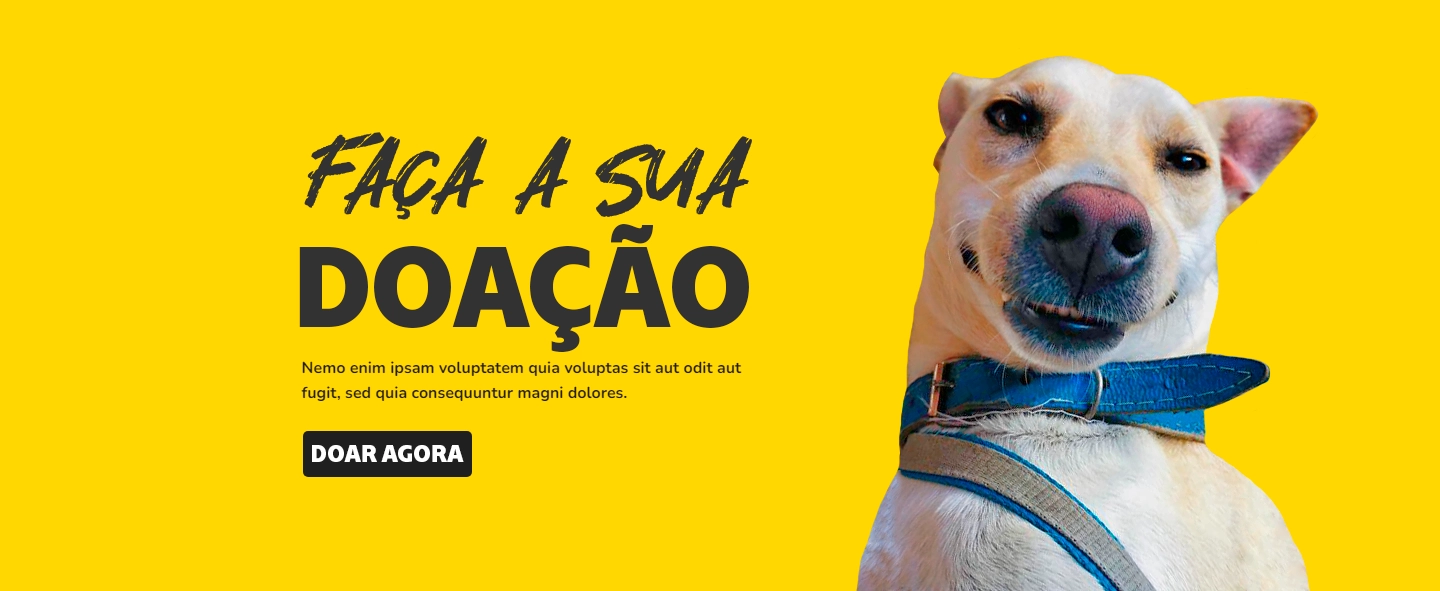 FAÇA A SUA
DOAÇÃO
Nemo enim ipsam voluptatem quia voluptas sit aut odit aut
fugit, sed quia consequuntur magni dolores.
DOAR AGORA